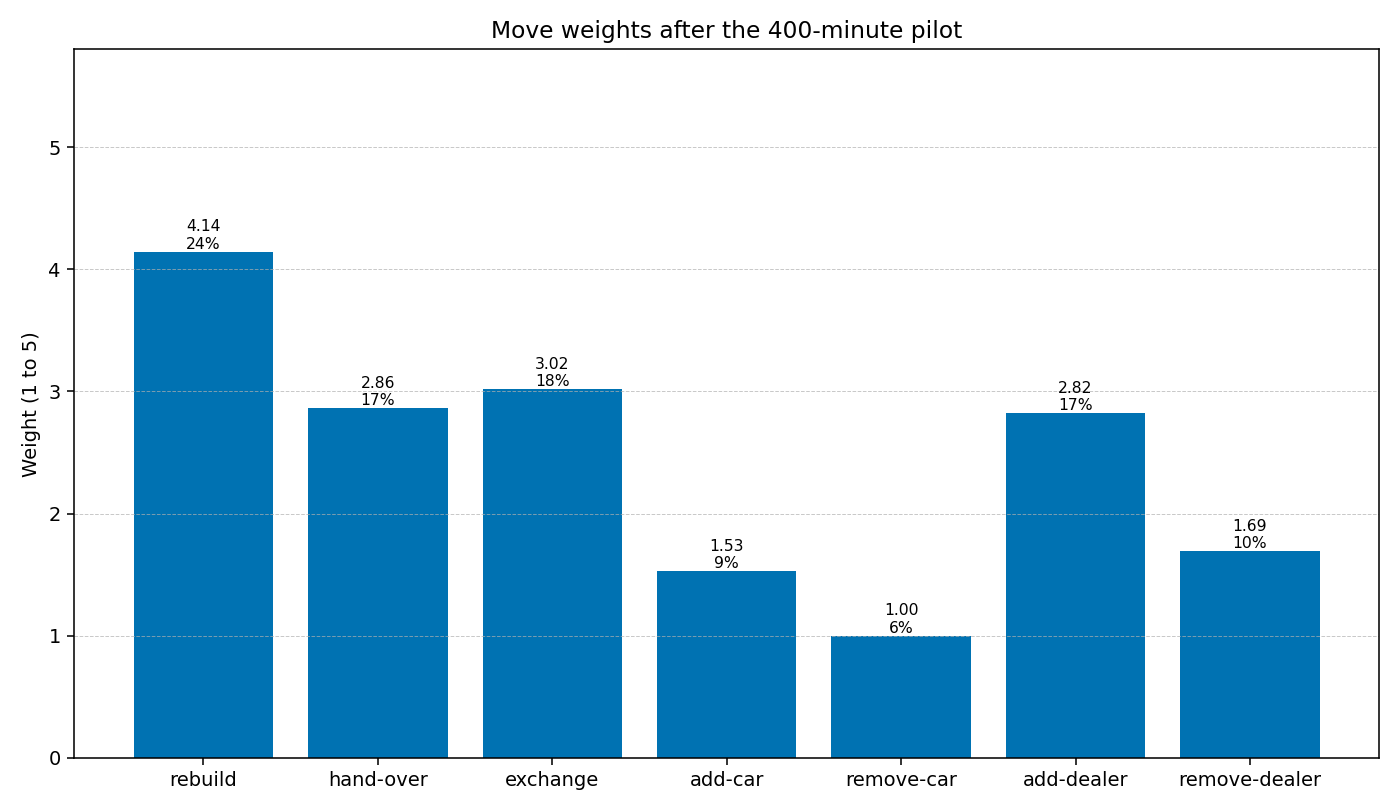 Move weights after the 400-minute pilot
Weight (1 to 5)
5
4
3
2
1
0
4.14
24%
2.86
17%
3.02
18%
1.53
9%
1.00
6%
2.82
17%
1.69
10%
rebuild
hand-over
exchange
add-car
remove-car
add-dealer
remove-dealer